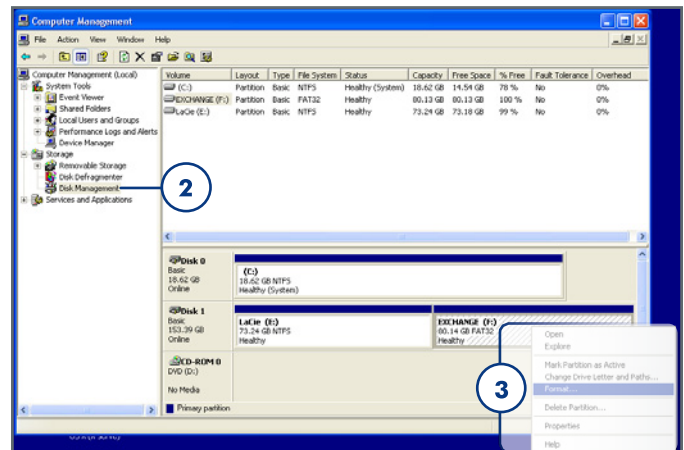 Computer Management
File Action View Window Help
Computer Management (Local)
System Tools
Event Viewer
Shared Folders
Local Users and Groups
Performance Logs and Alerts
Device Manager
Storage
Removable Storage
Disk Defragmenter
Disk Management
Services and Applications
2
Volume Layout Type File System Status Capacity Free Space % Free Fault Tolerance Overhead
(C:) Partition Basic NTFS Healthy (System) 18.62 GB 14.54 GB 78 % No 0%
EXCHANGE (F:) Partition Basic FAT32 Healthy 80.13 GB 80.13 GB 100 % No 0%
LaCie (E:) Partition Basic NTFS Healthy 73.24 GB 73.18 GB 99 % No 0%
Disk 0
Basic
18.62 GB
Online
(C:)
18.62 GB NTFS
Healthy (System)
Disk 1
Basic
153.39 GB
Online
LaCie (E:)
73.24 GB NTFS
Healthy
EXCHANGE (F:)
80.14 GB FAT32
Healthy
CD-ROM 0
DVD (D:)
No Media
Primary partition
3
Open
Explore
Mark Partition as Active
Change Drive Letter and Paths...
Format...
Delete Partition...
Properties
Help